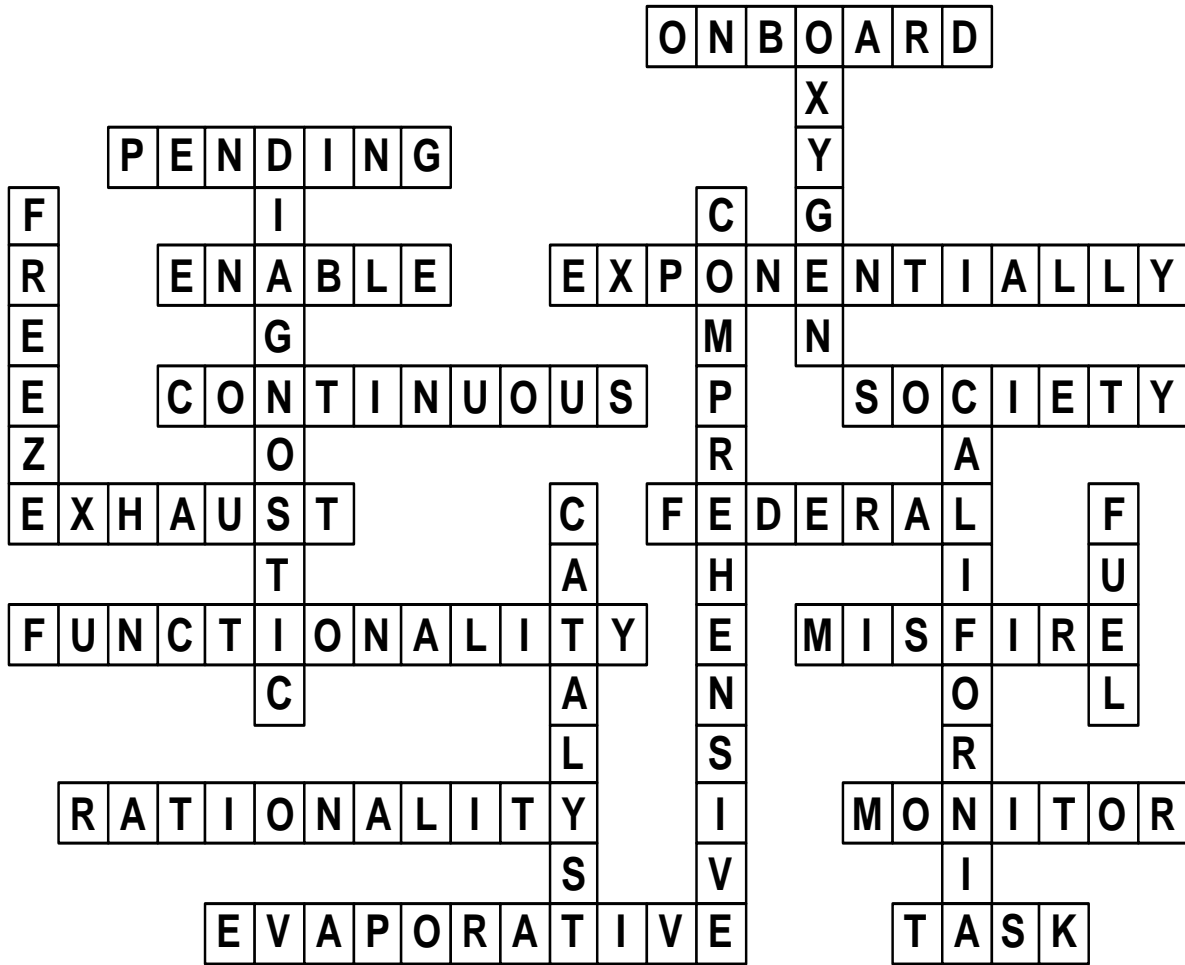 ONBOARD
OXYGEN
PENDING
DIAGNOSTIC
FREEZE
COMPREHENSIVE
ENABLE
EXPONENTIALLY
CONTINUOUS
SOCIETY
CALIFORNIA
EXHAUST
CATALYST
FEDERAL
FUEL
FUNCTIONALITY
MISFIRE
RATIONALITY
MONITOR
EVAPORATIVE
TASK